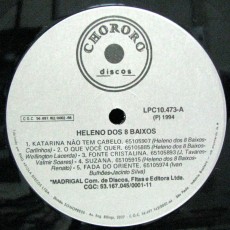 CHORORO
discos
LPC10.473-A
(P) 1994
HELENO DOS 8 BAIXOS
1. KATARINA NÃO TEM CABELO; 65105907 (Heleno dos 8 Baixos-
Carlinhos) - 2. O QUE VOCÊ QUER. 65105885 (Heleno dos 8 Baixos-
Wellington Lacerda) - 3. FONTE CRISTALINA. 65105893 (J. Tavares-
Valmir Soares) - 4. SUZANA. 65105915 (Heleno dos 8 Baixos-
Renato) - 5. FADA DO ORIENTE. 65105974 (Ivan
Bulhões-Jacinto Silva)
*MADRIGAL Com. de Discos, Fitas e Editora Ltda.
CGC: 53.167.045/0001-11